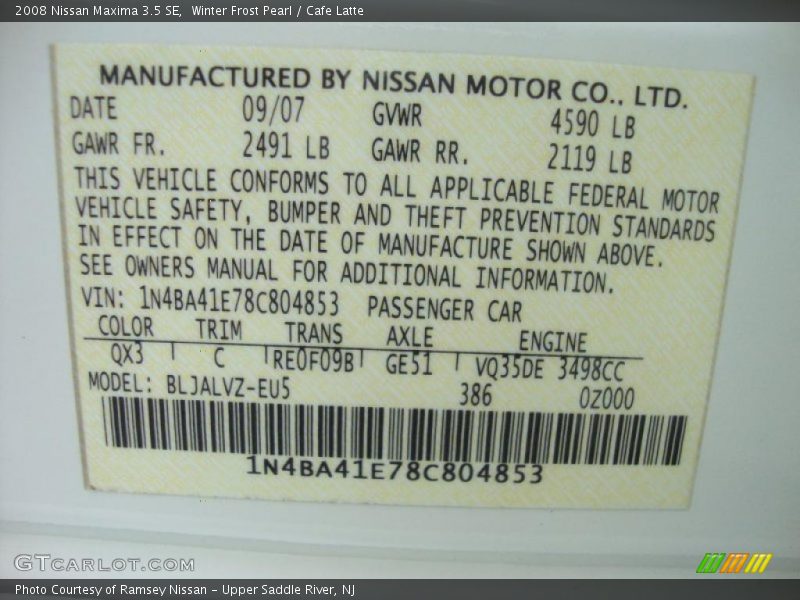 2008 Nissan Maxima 3.5 SE,  Winter Frost Pearl / Cafe Latte
MANUFACTURED BY NISSAN MOTOR CO., LTD.
DATE 09/07 GVWR 4590 LB
GAWR FR. 2491 LB GAWR RR. 2119 LB
THIS VEHICLE CONFORMS TO ALL APPLICABLE FEDERAL MOTOR
VEHICLE SAFETY, BUMPER AND THEFT PREVENTION STANDARDS
IN EFFECT ON THE DATE OF MANUFACTURE SHOWN ABOVE.
SEE OWNERS MANUAL FOR ADDITIONAL INFORMATION.
VIN: 1N4BA41E78C804853 PASSENGER CAR
COLOR TRIM TRANS AXLE ENGINE
QX3 C RE0F09B GE51 VQ35DE 3498CC
MODEL: BLJALVZ-EU5 386 0Z000
1N4BA41E78C804853
GTCARLOT.COM
Photo Courtesy of Ramsey Nissan - Upper Saddle River, NJ